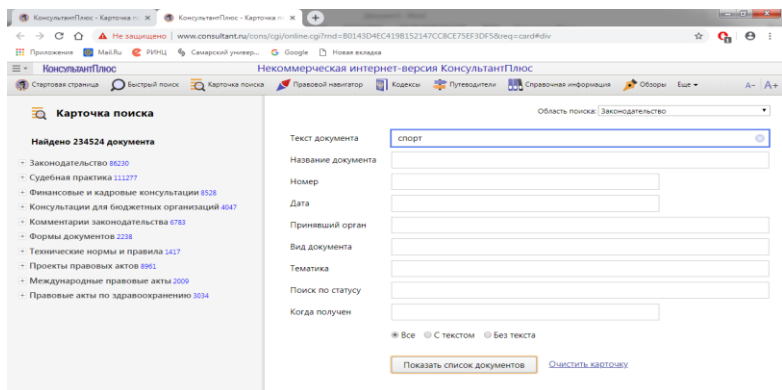 КонсультантПлюс - Карточка по
КонсультантПлюс - Карточка по
Не защищено | www.consultant.ru/cons/cgi/online.cgi?rnd=B0143D4EC419B152147CC8CE75EF3DF5&req=card#div
Приложения Mail.Ru РИНЦ Самарский универс... Google Новая вкладка
КонсультантПлюс Некоммерческая интернет-версия КонсультантПлюс
Стартовая страница Быстрый поиск Карточка поиска Правовой навигатор Кодексы Путеводители Справочная информация Обзоры Еще A- A+
Карточка поиска
Область поиска: Законодательство
Найдено 234524 документа
Законодательство 86230
Судебная практика 111277
Финансовые и кадровые консультации 8528
Консультации для бюджетных организаций 4047
Комментарии законодательства 6783
Формы документов 2238
Технические нормы и правила 1417
Проекты правовых актов 8961
Международные правовые акты 2009
Правовые акты по здравоохранению 3034
Текст документа спорт
Название документа
Номер
Дата
Принявший орган
Вид документа
Тематика
Поиск по статусу
Когда получен
Все С текстом Без текста
Показать список документов Очистить карточку